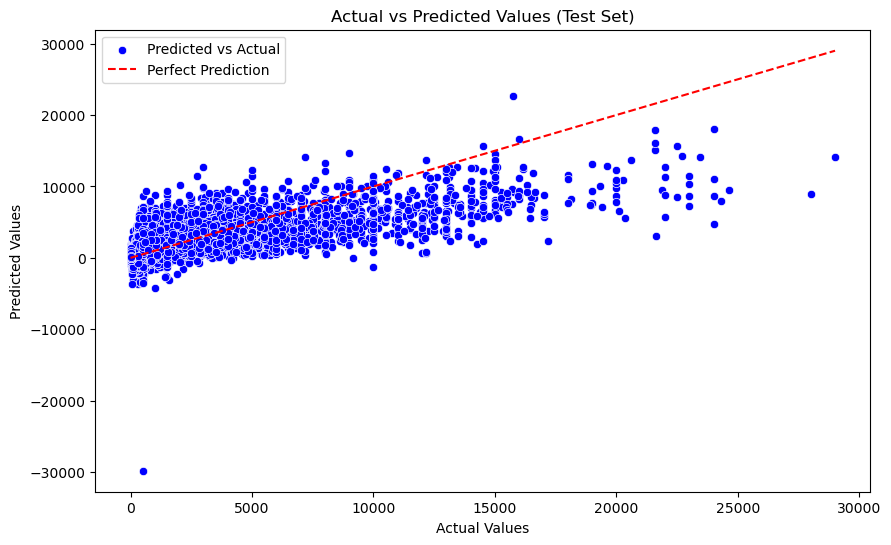 Actual vs Predicted Values (Test Set)
Predicted vs Actual
Perfect Prediction
30000
20000
10000
0
−10000
−20000
−30000
Predicted Values
0
5000
10000
15000
20000
25000
30000
Actual Values